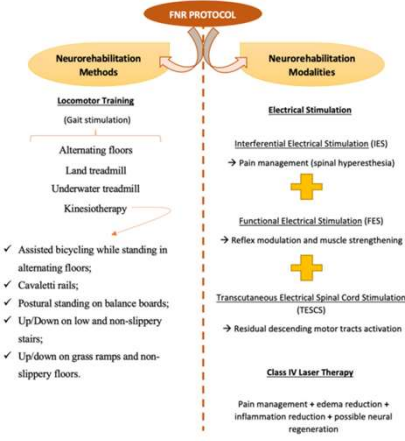 FNR PROTOCOL
Neurorehabilitation
Methods
Locomotor Training
(Gait stimulation)
Alternating floors
Land treadmill
Underwater treadmill
Kinesiotherapy
✓ Assisted bicycling while standing in
alternating floors;
✓ Cavaletti rails;
✓ Postural standing on balance boards;
✓ Up/Down on low and non-slippery
stairs;
✓ Up/down on grass ramps and non-
slippery floors.
Neurorehabilitation
Modalities
Electrical Stimulation
Interferential Electrical Stimulation (IES)
→ Pain management (spinal hyperesthesia)
Functional Electrical Stimulation (FES)
→ Reflex modulation and muscle strengthening
Transcutaneous Electrical Spinal Cord Stimulation
(TESCS)
→ Residual descending motor tracts activation
Class IV Laser Therapy
Pain management + edema reduction +
inflammation reduction + possible neural
regeneration